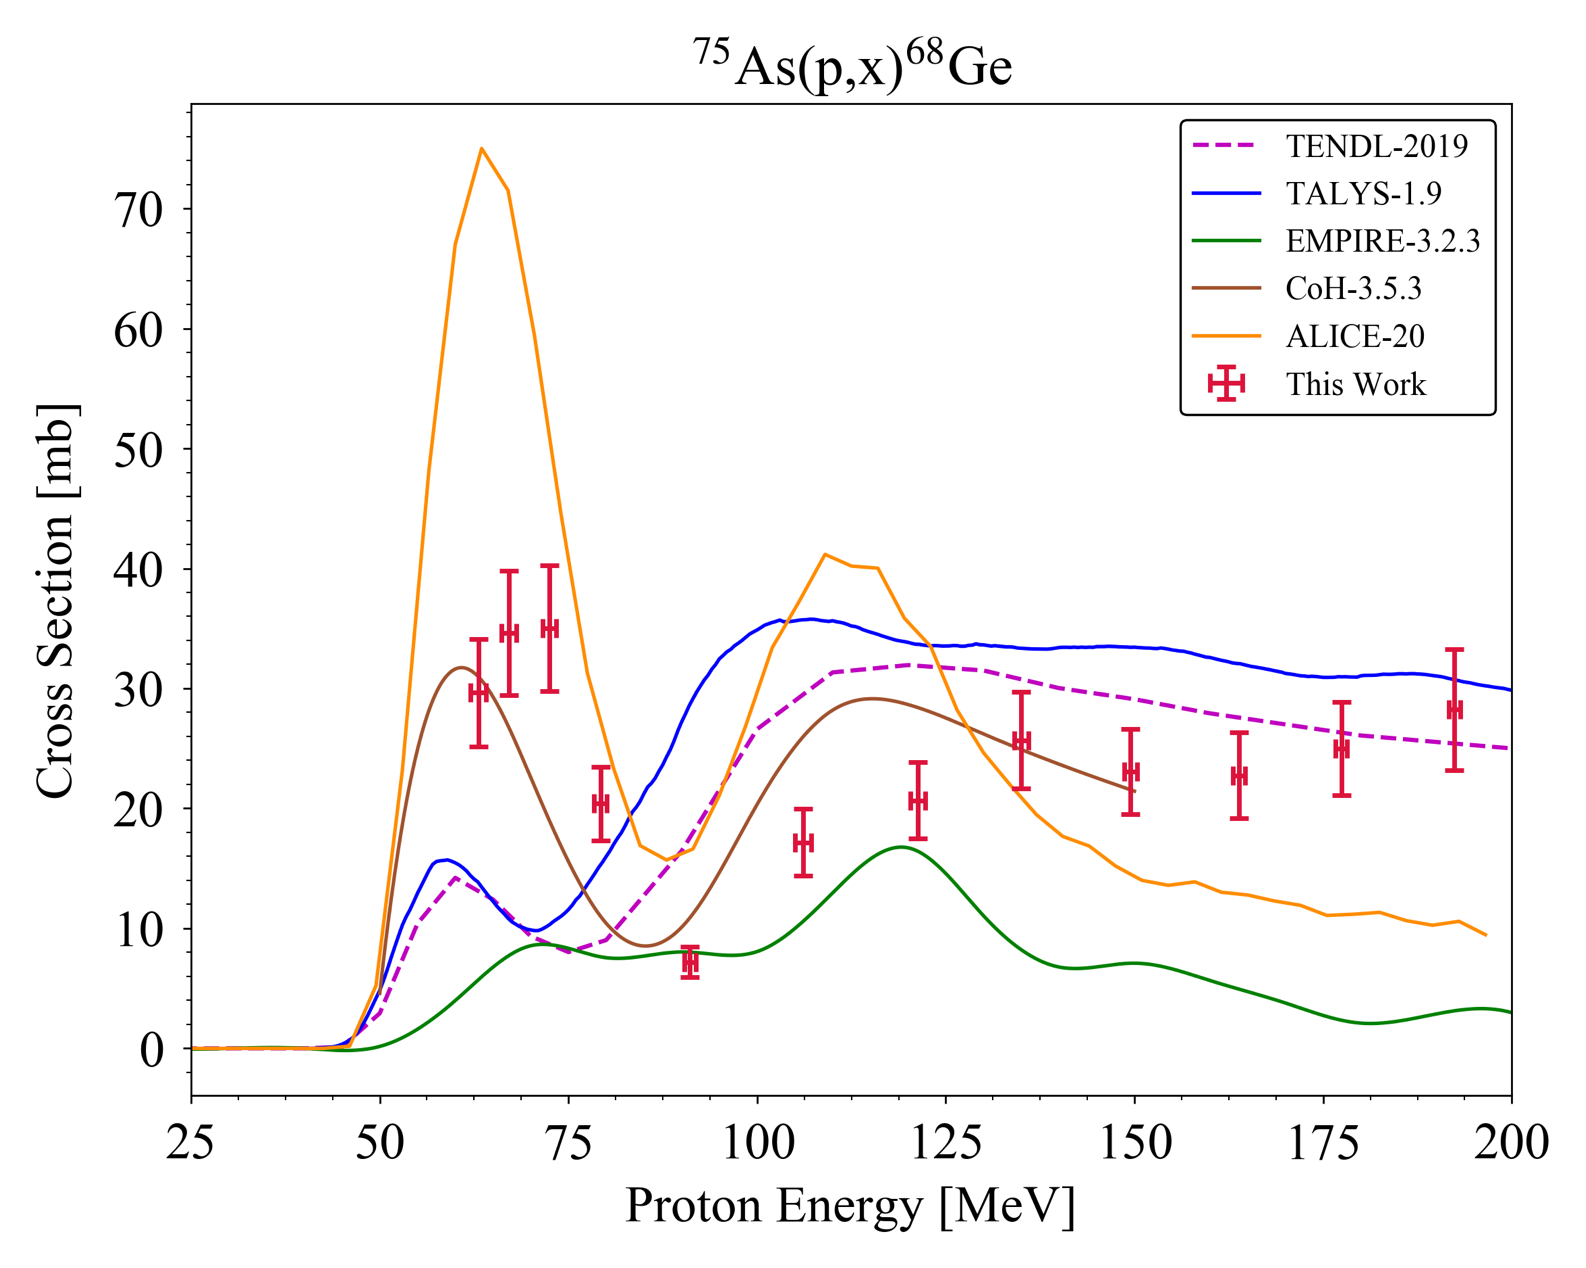 ⁷⁵As(p,x)⁶⁸Ge
TENDL-2019
TALYS-1.9
EMPIRE-3.2.3
CoH-3.5.3
ALICE-20
This Work
Cross Section [mb]
70
60
50
40
30
20
10
0
25 50 75 100 125 150 175 200
Proton Energy [MeV]